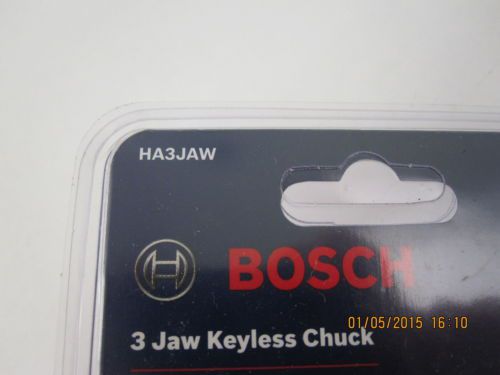 HA3JAW
BOSCH
3 Jaw Keyless Chuck
01/05/2015 16:10